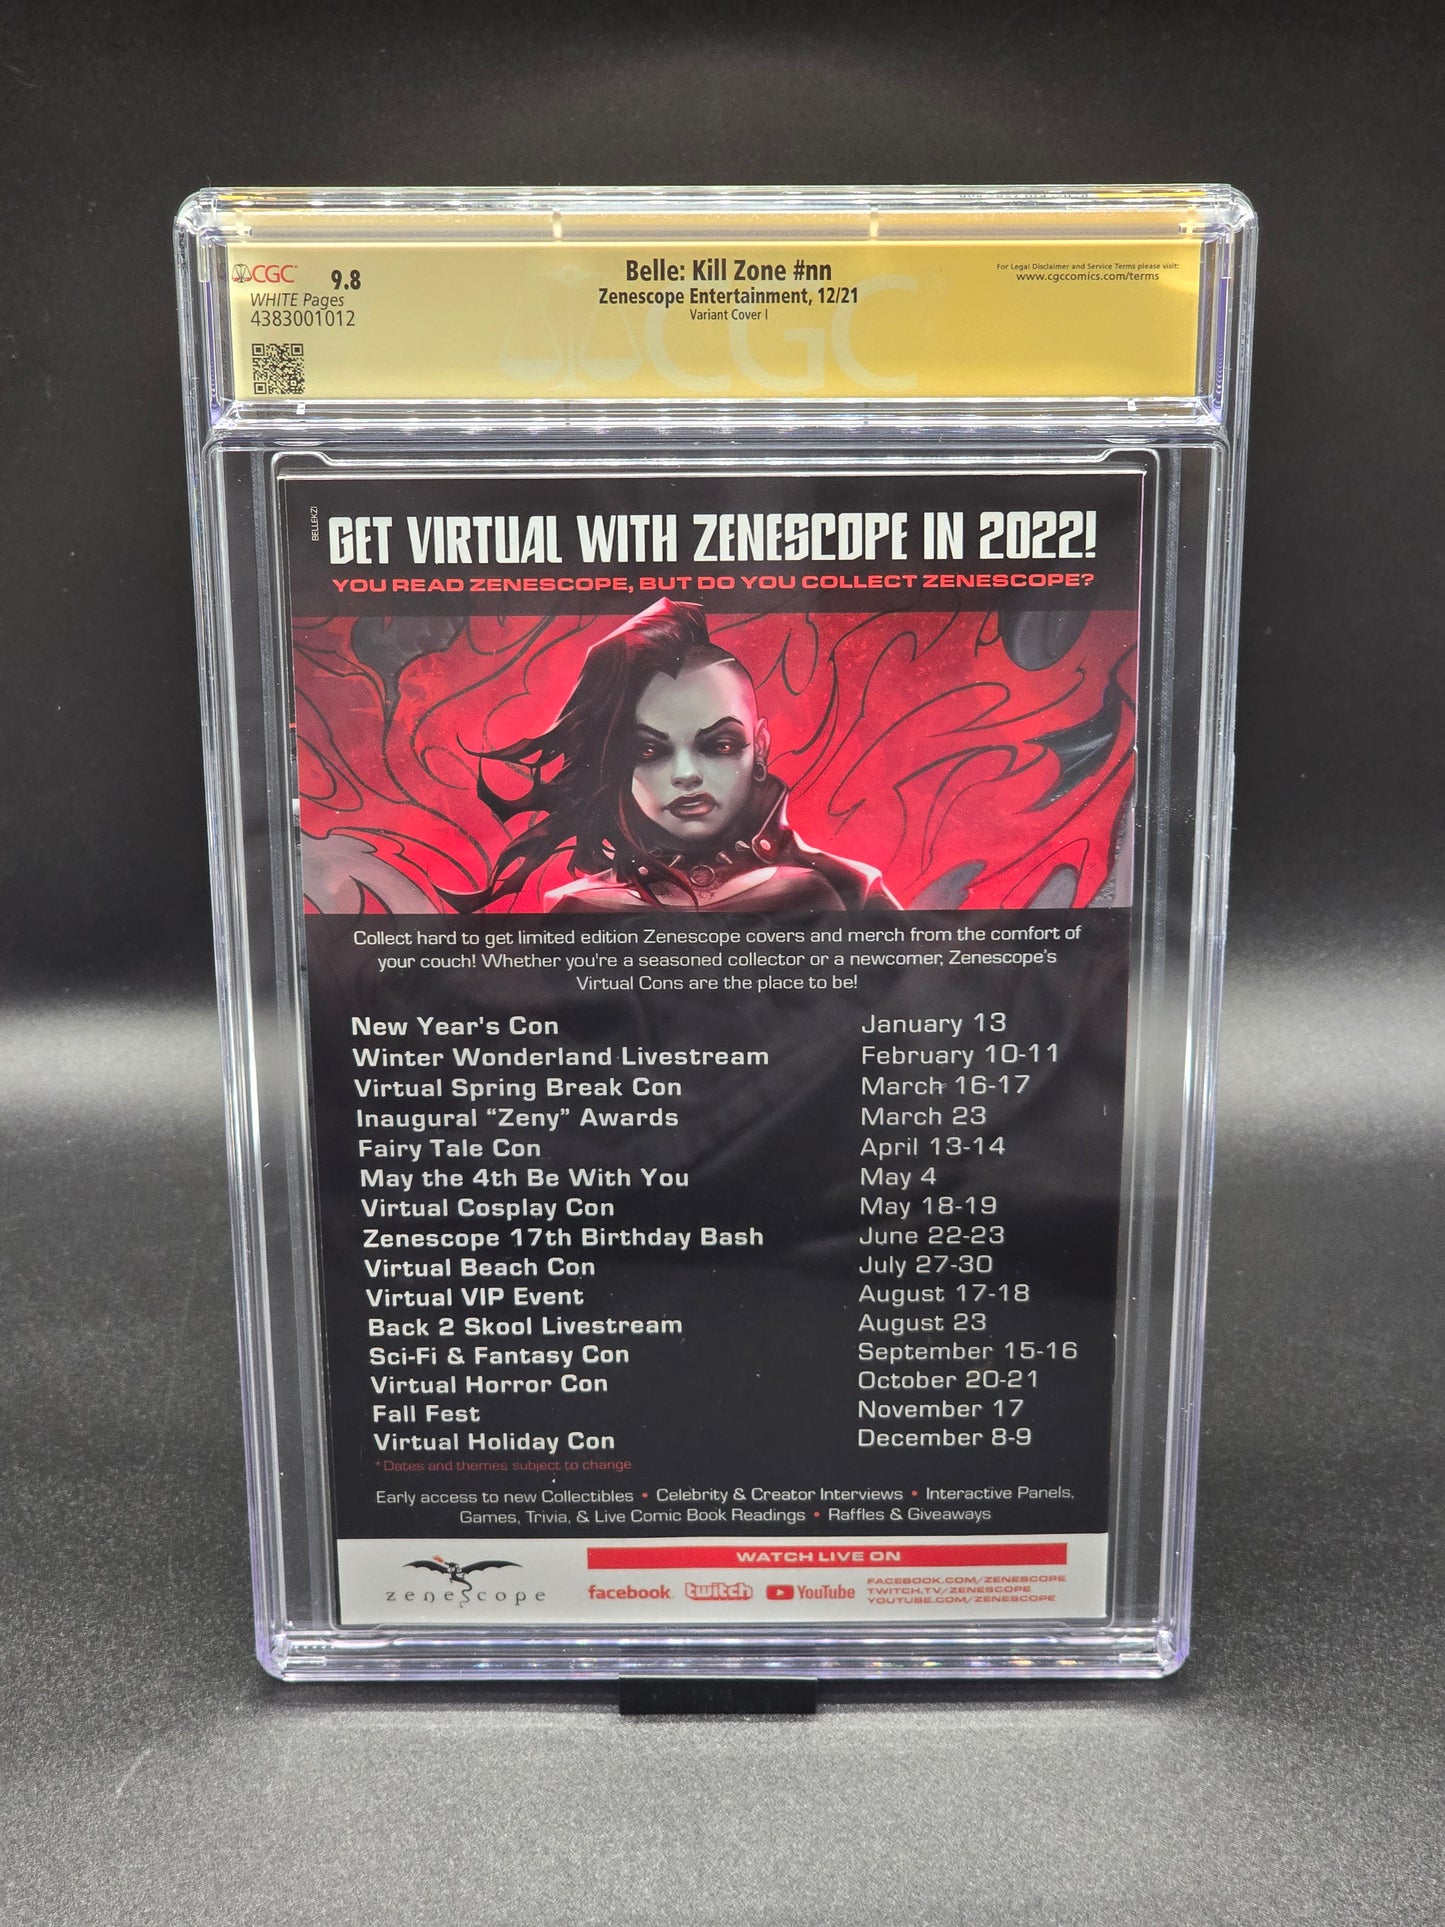 CGC 9.8
WHITE Pages
4383001012
Belle: Kill Zone #nn
Zenescope Entertainment, 12/21
Variant Cover I
For Legal Disclaimer and Service Terms please visit:
www.cgccomics.com/terms
CGC
BELLEKZI
GET VIRTUAL WITH ZENESCOPE IN 2022!
YOU READ ZENESCOPE, BUT DO YOU COLLECT ZENESCOPE?
Collect hard to get limited edition Zenescope covers and merch from the comfort of
your couch! Whether you're a seasoned collector or a newcomer, Zenescope's
Virtual Cons are the place to be!
New Year's Con January 13
Winter Wonderland Livestream February 10-11
Virtual Spring Break Con March 16-17
Inaugural “Zeny” Awards March 23
Fairy Tale Con April 13-14
May the 4th Be With You May 4
Virtual Cosplay Con May 18-19
Zenescope 17th Birthday Bash June 22-23
Virtual Beach Con July 27-30
Virtual VIP Event August 17-18
Back 2 Skool Livestream August 23
Sci-Fi & Fantasy Con September 15-16
Virtual Horror Con October 20-21
Fall Fest November 17
Virtual Holiday Con December 8-9
*Dates and themes subject to change
Early access to new Collectibles • Celebrity & Creator Interviews • Interactive Panels,
Games, Trivia, & Live Comic Book Readings • Raffles & Giveaways
zenescope
WATCH LIVE ON
facebook twitch YouTube
FACEBOOK.COM/ZENESCOPE
TWITCH.TV/ZENESCOPE
YOUTUBE.COM/ZENESCOPE